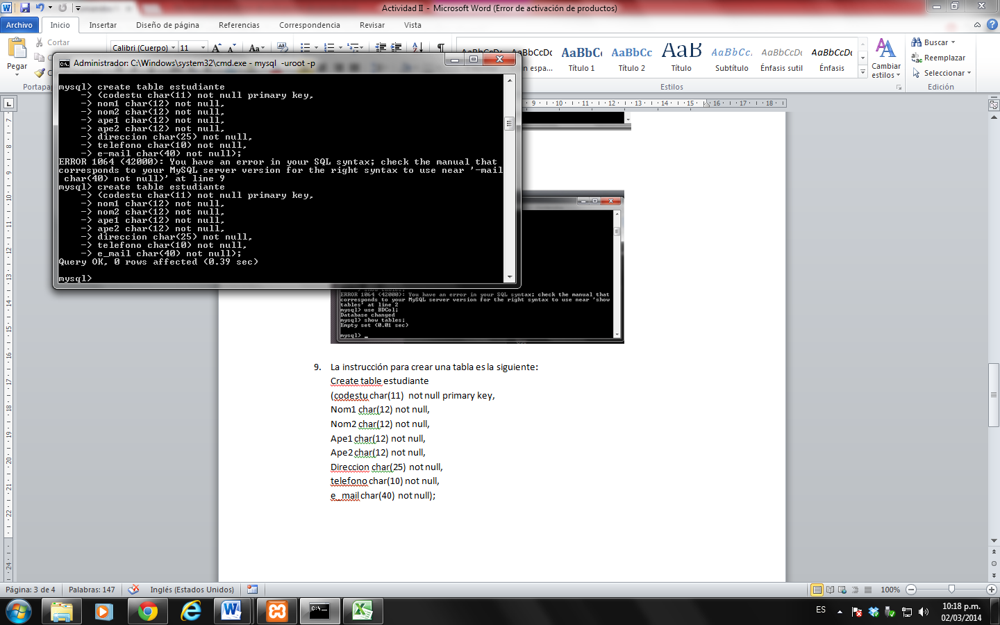 Actividad II - Microsoft Word (Error de activación de productos)
Archivo Inicio Insertar Diseño de página Referencias Correspondencia Revisar Vista
Pegar
Cortar
Calibri (Cuerpo) 11
AaBbCcDc AaBbC AaBbCc AaB AaBbCc. AaBbCcDc AaBbCcDc
Título 1 Título 2 Título Subtítulo Énfasis sutil Énfasis
Cambiar estilos
Buscar
Reemplazar
Seleccionar
Estilos Edición
Administrador: C:\Windows\system32\cmd.exe - mysql -uroot -p
mysql> create table estudiante
-> (codestu char(11) not null primary key,
-> nom1 char(12) not null,
-> nom2 char(12) not null,
-> ape1 char(12) not null,
-> ape2 char(12) not null,
-> direccion char(25) not null,
-> telefono char(10) not null,
-> e-mail char(40) not null);
ERROR 1064 (42000): You have an error in your SQL syntax; check the manual that
corresponds to your MySQL server version for the right syntax to use near '-mail
char(40) not null)' at line 9
mysql> create table estudiante
-> (codestu char(11) not null primary key,
-> nom1 char(12) not null,
-> nom2 char(12) not null,
-> ape1 char(12) not null,
-> ape2 char(12) not null,
-> direccion char(25) not null,
-> telefono char(10) not null,
-> e_mail char(40) not null);
Query OK, 0 rows affected (0.39 sec)
mysql>
ERROR 1064 (42000): You have an error in your SQL syntax; check the manual that
corresponds to your MySQL server version for the right syntax to use near 'show
tables' at line 2
mysql> use BDCol;
Database changed
mysql> show tables;
Empty set (0.01 sec)
mysql> _
9. La instrucción para crear una tabla es la siguiente:
Create table estudiante
(codestu char(11) not null primary key,
Nom1 char(12) not null,
Nom2 char(12) not null,
Ape1 char(12) not null,
Ape2 char(12) not null,
Direccion char(25) not null,
telefono char(10) not null,
e_mail char(40) not null);
Página: 3 de 4 Palabras: 147 Inglés (Estados Unidos) 100%
ES 10:18 p.m.
02/03/2014